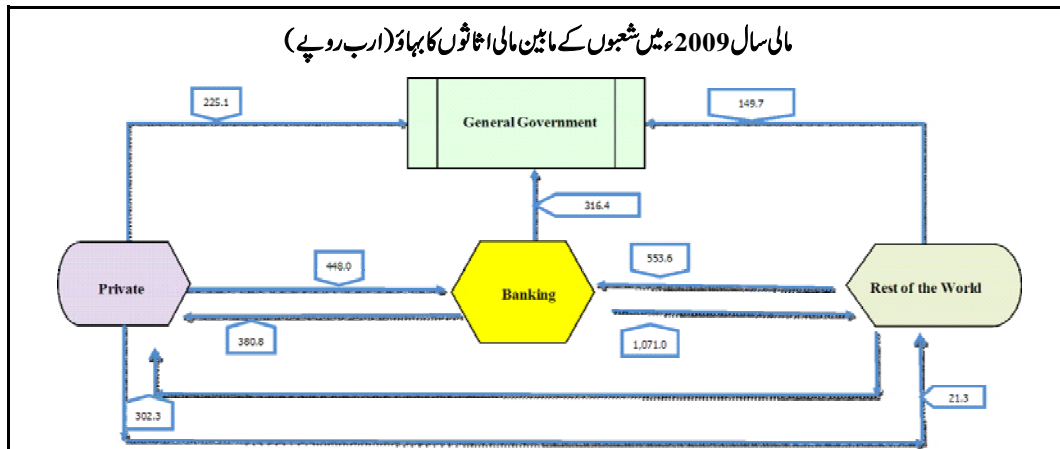 مالی سال 2009ء میں شعبوں کے مابین مالی اثاثوں کا بہاؤ (ارب روپے)
225.1
149.7
General Government
316.4
448.0
553.6
Private
Banking
Rest of the World
380.8
1,071.0
302.3
21.3